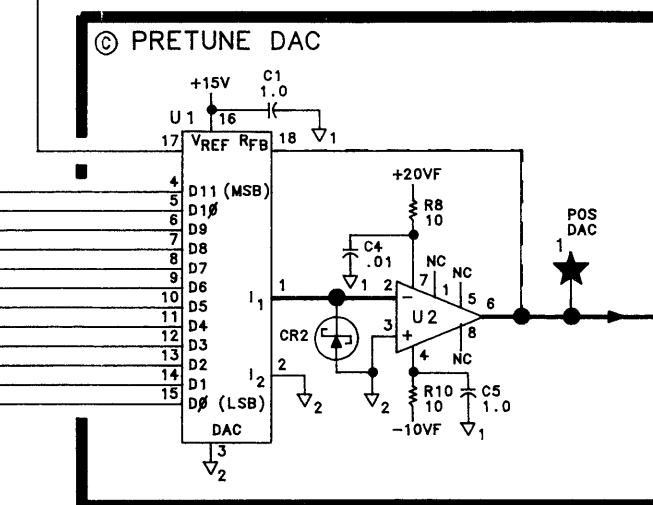 © PRETUNE DAC
+15V
C1
1.0
U1
16
1
17
VREF
RFB
18
4
D11 (MSB)
5
D1Ø
6
D9
7
D8
8
D7
9
D6
10
D5
11
D4
12
D3
13
D2
14
D1
15
DØ (LSB)
I1
1
I2
2
2
DAC
3
2
+20VF
R8
10
C4
.01
1
NC
7
1
NC
5
2
−
U2
6
3
+
8
NC
4
CR2
2
R10
10
C5
1.0
1
−10VF
POS
DAC
1